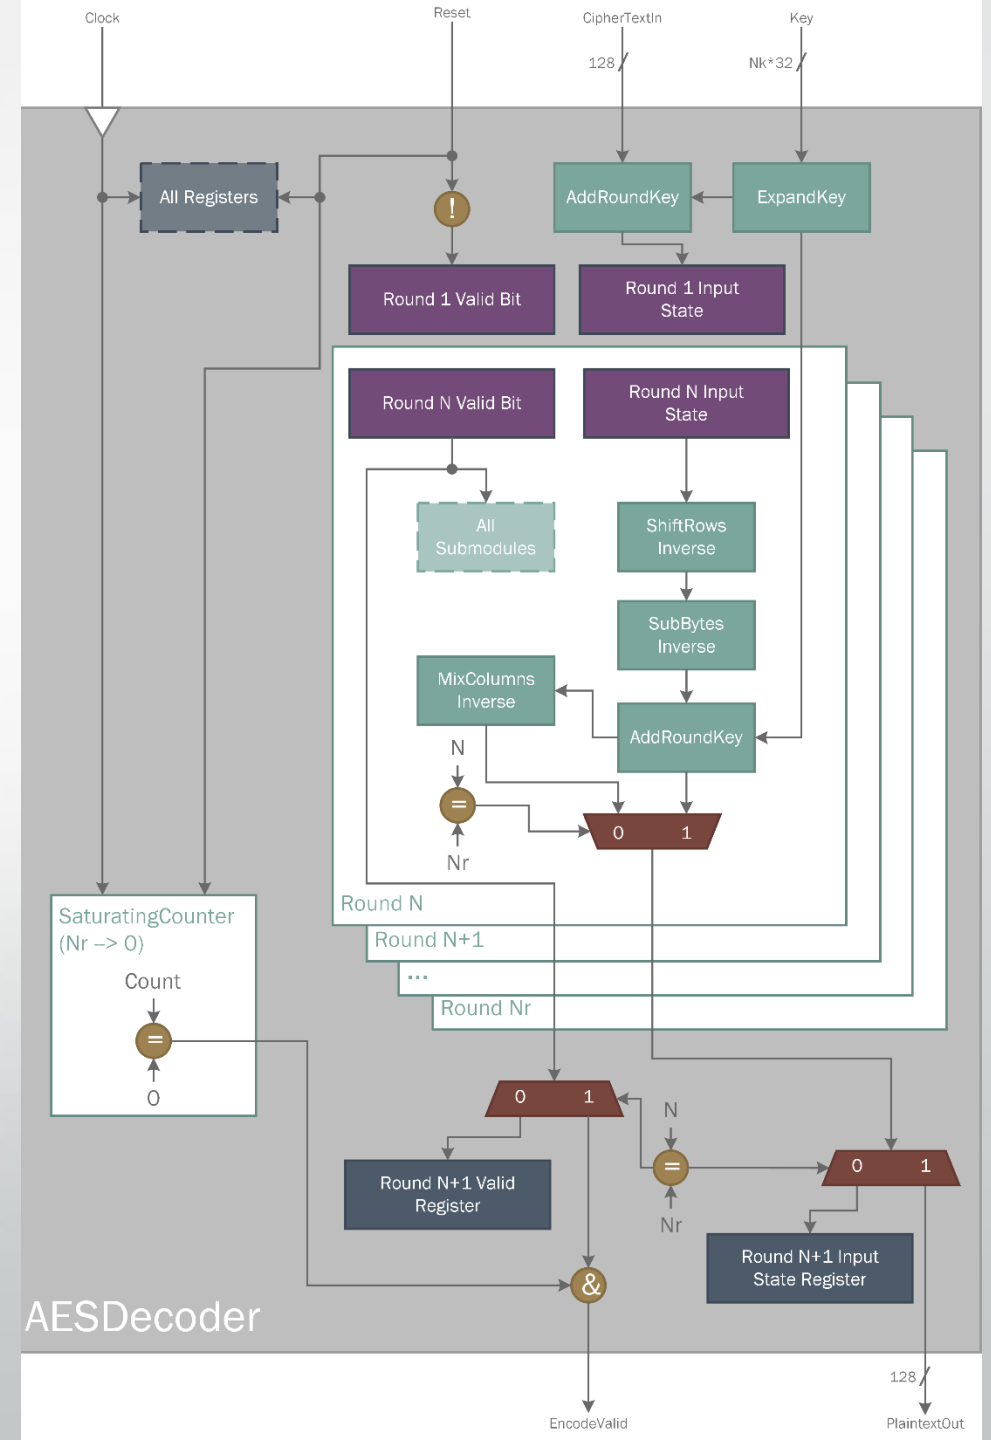 Clock
Reset
CipherTextIn
Key
128
Nk*32
All Registers
!
AddRoundKey
ExpandKey
Round 1 Valid Bit
Round 1 Input
State
Round N Valid Bit
Round N Input
State
All
Submodules
ShiftRows
Inverse
SubBytes
Inverse
MixColumns
Inverse
AddRoundKey
N
=
Nr
0 1
Round N
Round N+1
...
Round Nr
SaturatingCounter
(Nr --> 0)
Count
=
0
0 1
N
=
Nr
0 1
Round N+1 Valid
Register
Round N+1 Input
State Register
&
AESDecoder
128
EncodeValid
PlaintextOut